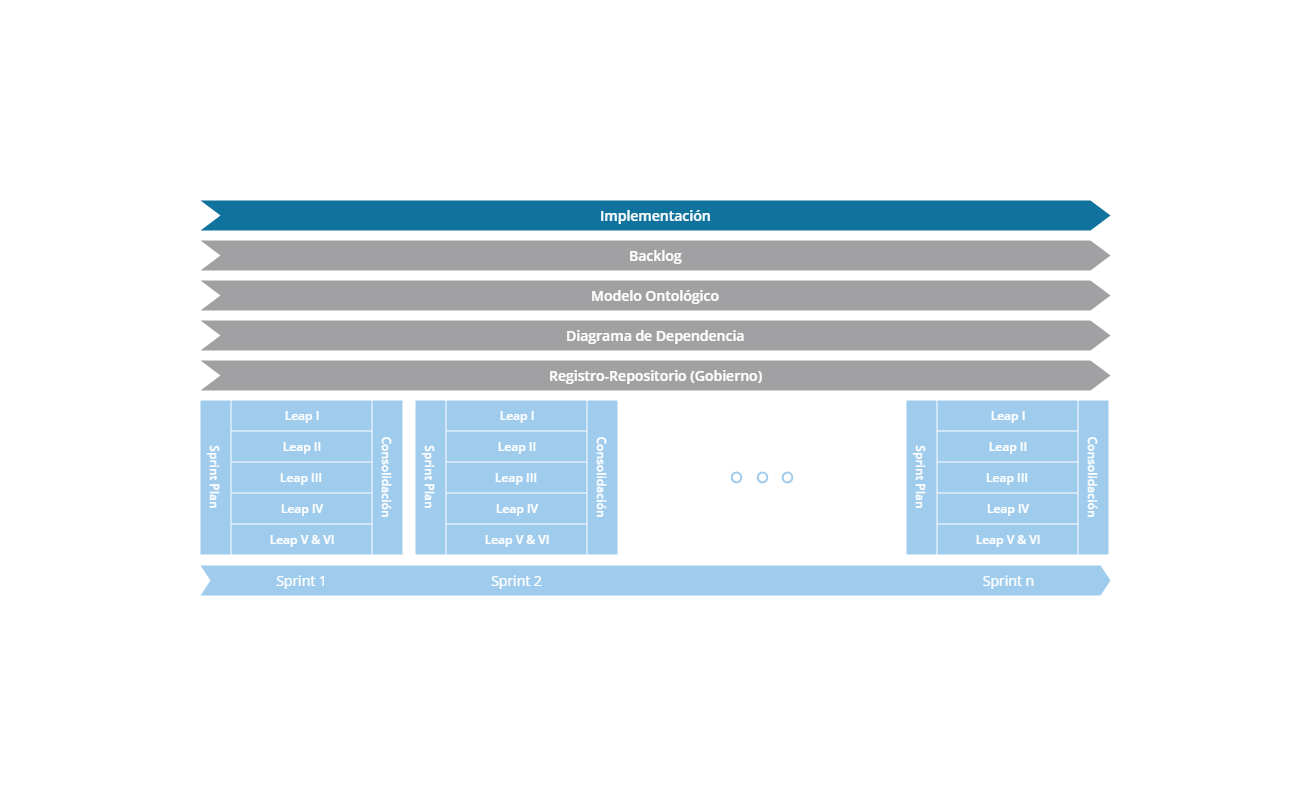 Implementación
Backlog
Modelo Ontológico
Diagrama de Dependencia
Registro-Repositorio (Gobierno)
Sprint Plan
Leap I
Leap II
Leap III
Leap IV
Leap V & VI
Consolidación
Sprint Plan
Leap I
Leap II
Leap III
Leap IV
Leap V & VI
Consolidación
Sprint Plan
Leap I
Leap II
Leap III
Leap IV
Leap V & VI
Consolidación
Sprint 1
Sprint 2
Sprint n